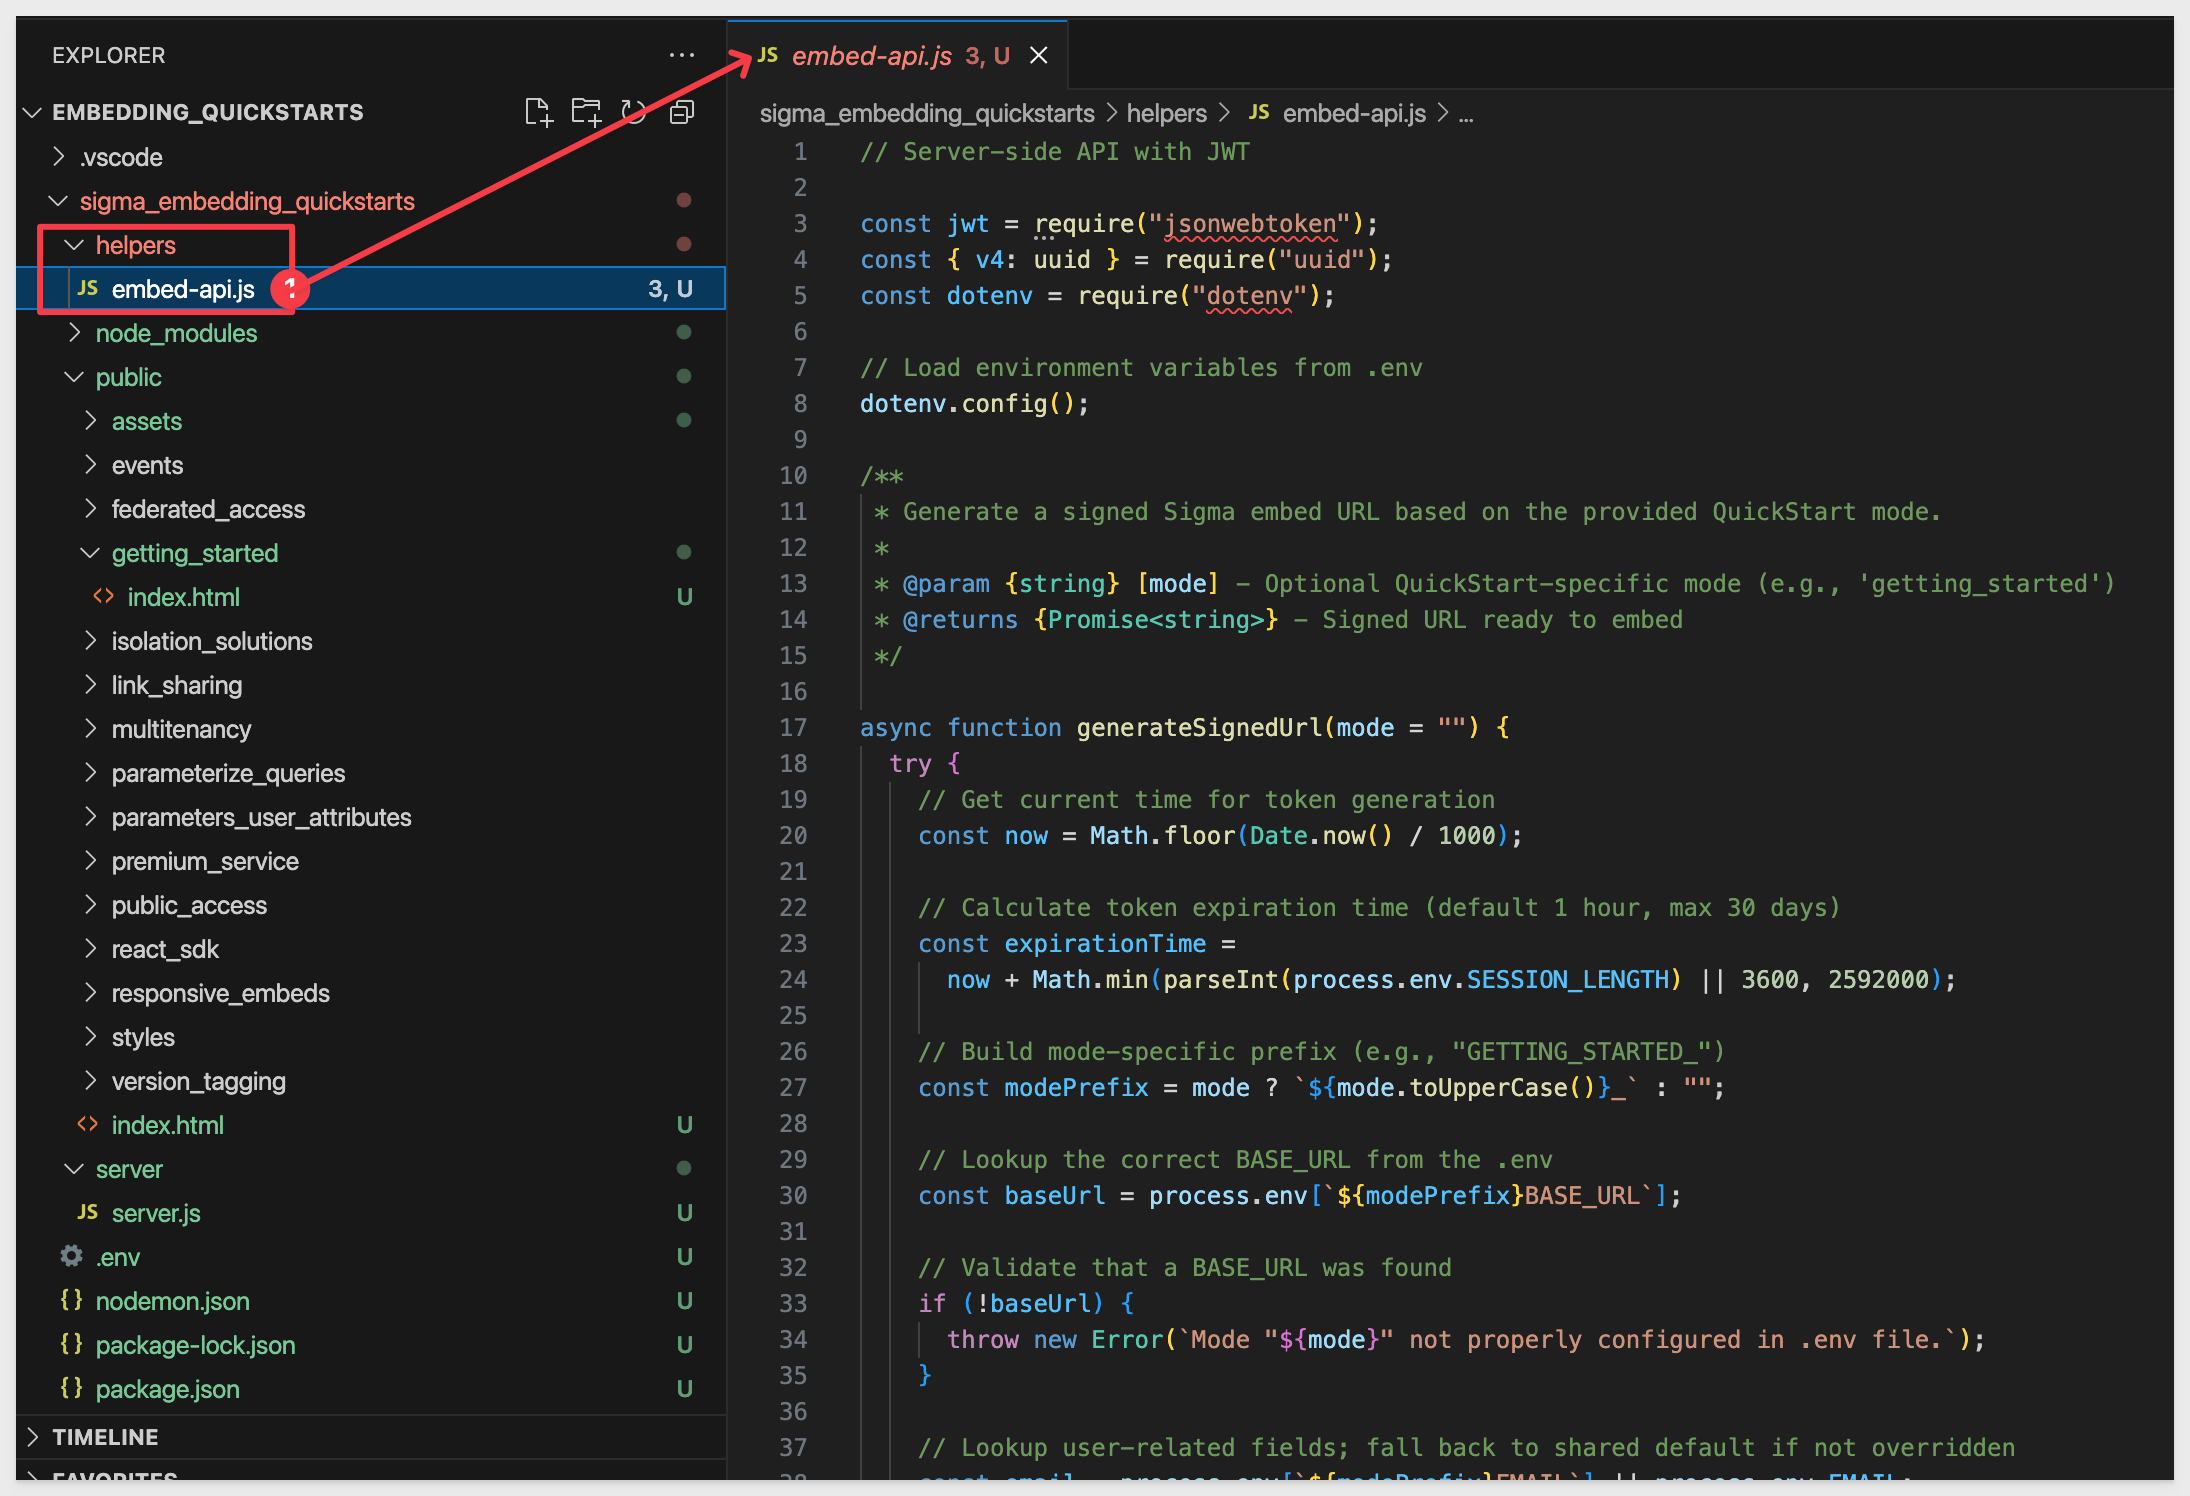 EXPLORER
EMBEDDING_QUICKSTARTS
.vscode
sigma_embedding_quickstarts
helpers
JS embed-api.js 1 3, U
node_modules
public
assets
events
federated_access
getting_started
<> index.html U
isolation_solutions
link_sharing
multitenancy
parameterize_queries
parameters_user_attributes
premium_service
public_access
react_sdk
responsive_embeds
styles
version_tagging
<> index.html U
server
JS server.js U
.env U
{} nodemon.json U
{} package-lock.json U
{} package.json U
TIMELINE
FAVORITES
JS embed-api.js 3, U
sigma_embedding_quickstarts > helpers > JS embed-api.js > ...
1 // Server-side API with JWT
2
3 const jwt = require("jsonwebtoken");
4 const { v4: uuid } = require("uuid");
5 const dotenv = require("dotenv");
6
7 // Load environment variables from .env
8 dotenv.config();
9
10 /**
11 * Generate a signed Sigma embed URL based on the provided QuickStart mode.
12 *
13 * @param {string} [mode] - Optional QuickStart-specific mode (e.g., 'getting_started')
14 * @returns {Promise<string>} - Signed URL ready to embed
15 */
16
17 async function generateSignedUrl(mode = "") {
18 try {
19 // Get current time for token generation
20 const now = Math.floor(Date.now() / 1000);
21
22 // Calculate token expiration time (default 1 hour, max 30 days)
23 const expirationTime =
24 now + Math.min(parseInt(process.env.SESSION_LENGTH) || 3600, 2592000);
25
26 // Build mode-specific prefix (e.g., "GETTING_STARTED_")
27 const modePrefix = mode ? `${mode.toUpperCase()}_` : "";
28
29 // Lookup the correct BASE_URL from the .env
30 const baseUrl = process.env[`${modePrefix}BASE_URL`];
31
32 // Validate that a BASE_URL was found
33 if (!baseUrl) {
34 throw new Error(`Mode "${mode}" not properly configured in .env file.`);
35 }
36
37 // Lookup user-related fields; fall back to shared default if not overridden
38 const email = process.env[`${modePrefix}EMAIL`] || process.env.EMAIL;